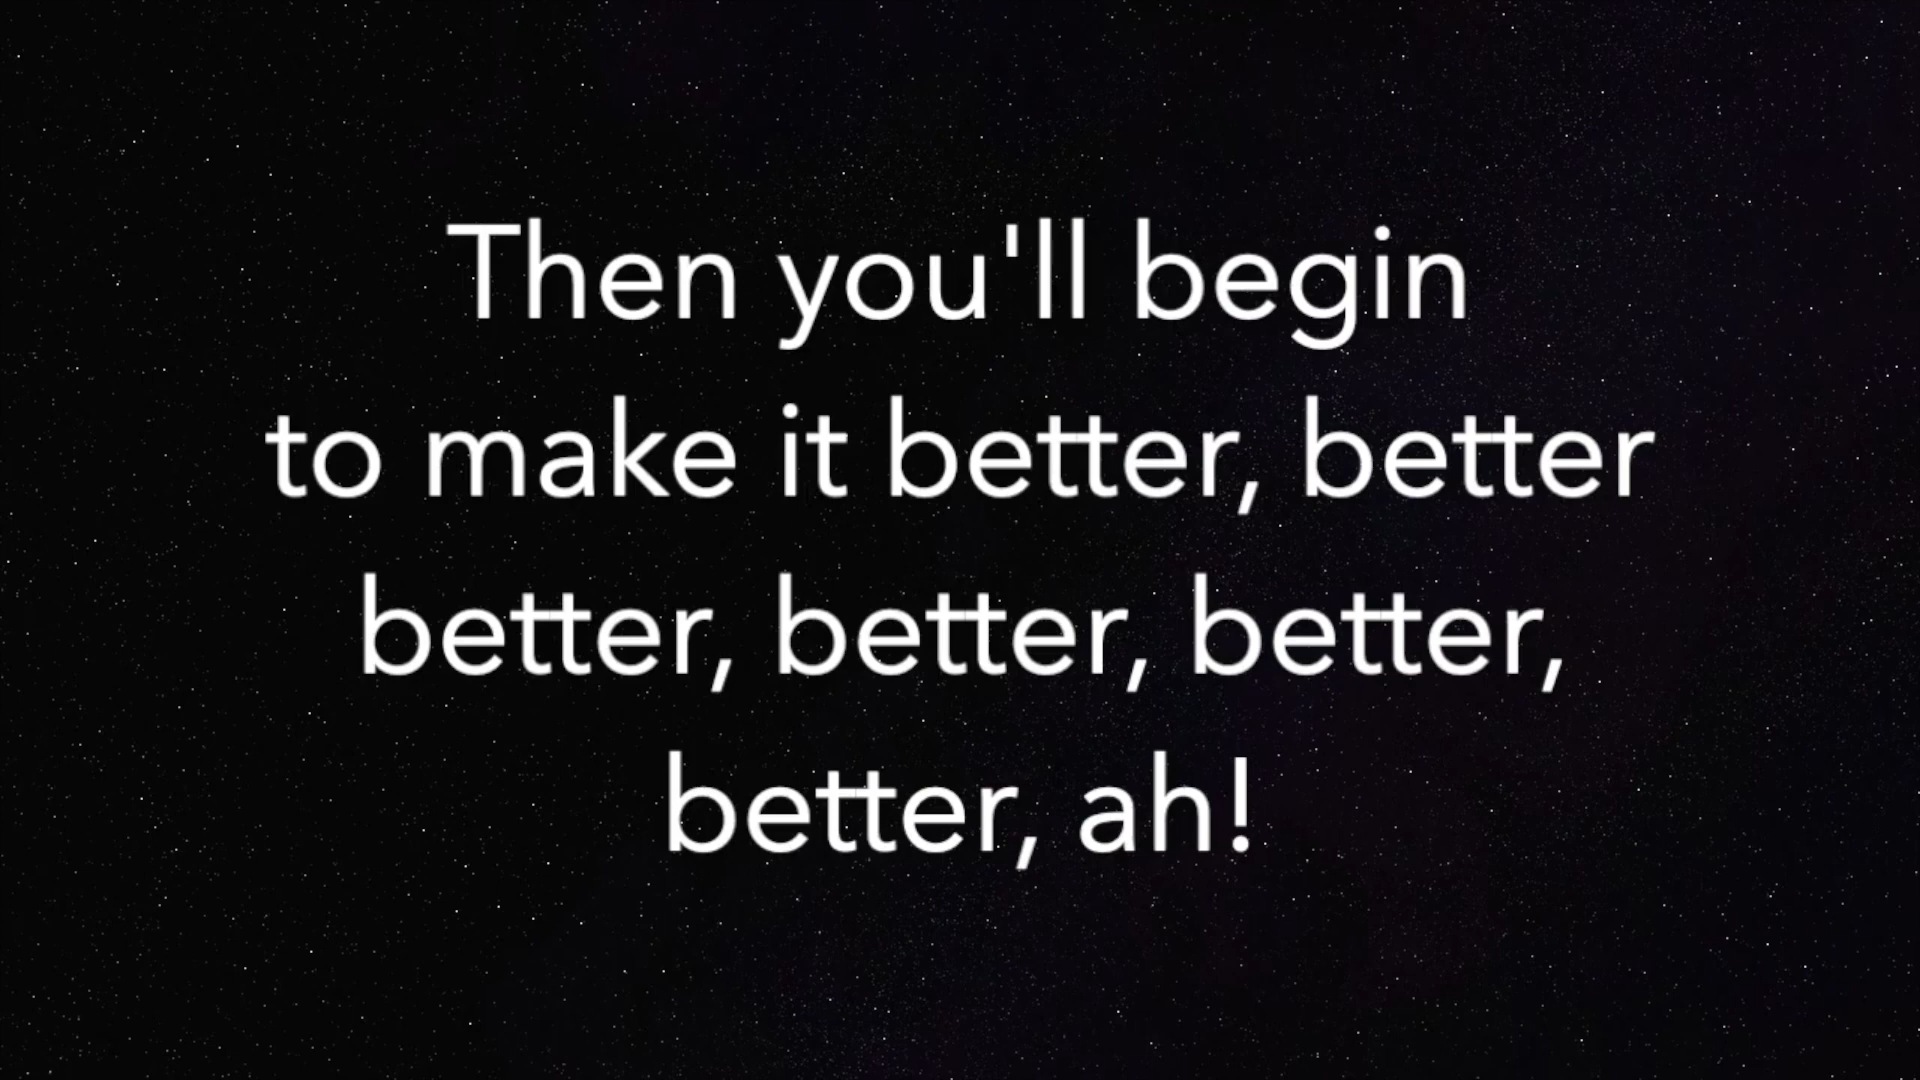 Then you'll begin
to make it better, better
better, better, better,
better, ah!